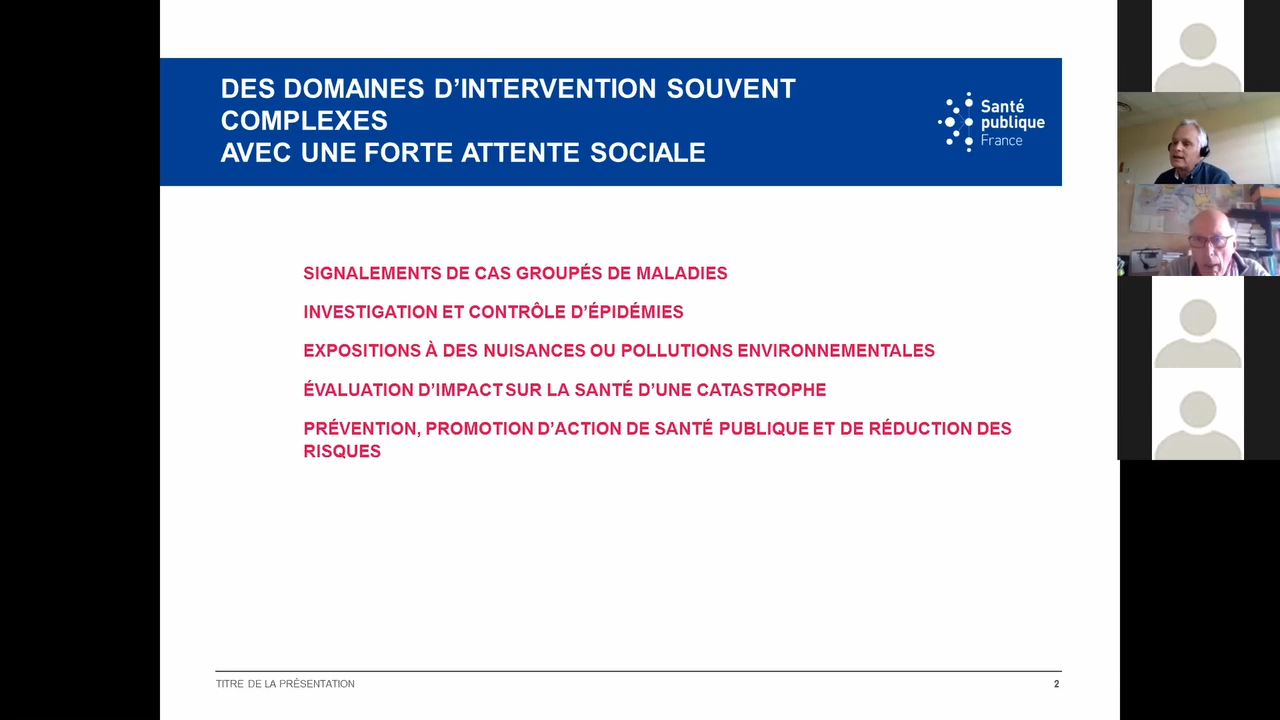 DES DOMAINES D’INTERVENTION SOUVENT
COMPLEXES
AVEC UNE FORTE ATTENTE SOCIALE
Santé
publique
France
SIGNALEMENTS DE CAS GROUPÉS DE MALADIES
INVESTIGATION ET CONTRÔLE D’ÉPIDÉMIES
EXPOSITIONS À DES NUISANCES OU POLLUTIONS ENVIRONNEMENTALES
ÉVALUATION D’IMPACT SUR LA SANTÉ D’UNE CATASTROPHE
PRÉVENTION, PROMOTION D’ACTION DE SANTÉ PUBLIQUE ET DE RÉDUCTION DES
RISQUES
TITRE DE LA PRÉSENTATION
2